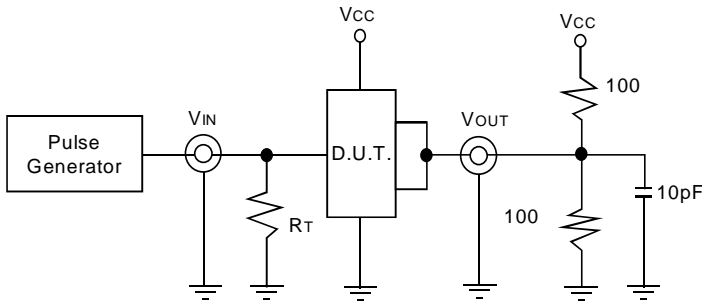 VCC
VCC
100
VIN
VOUT
Pulse
Generator
D.U.T.
RT
100
10pF